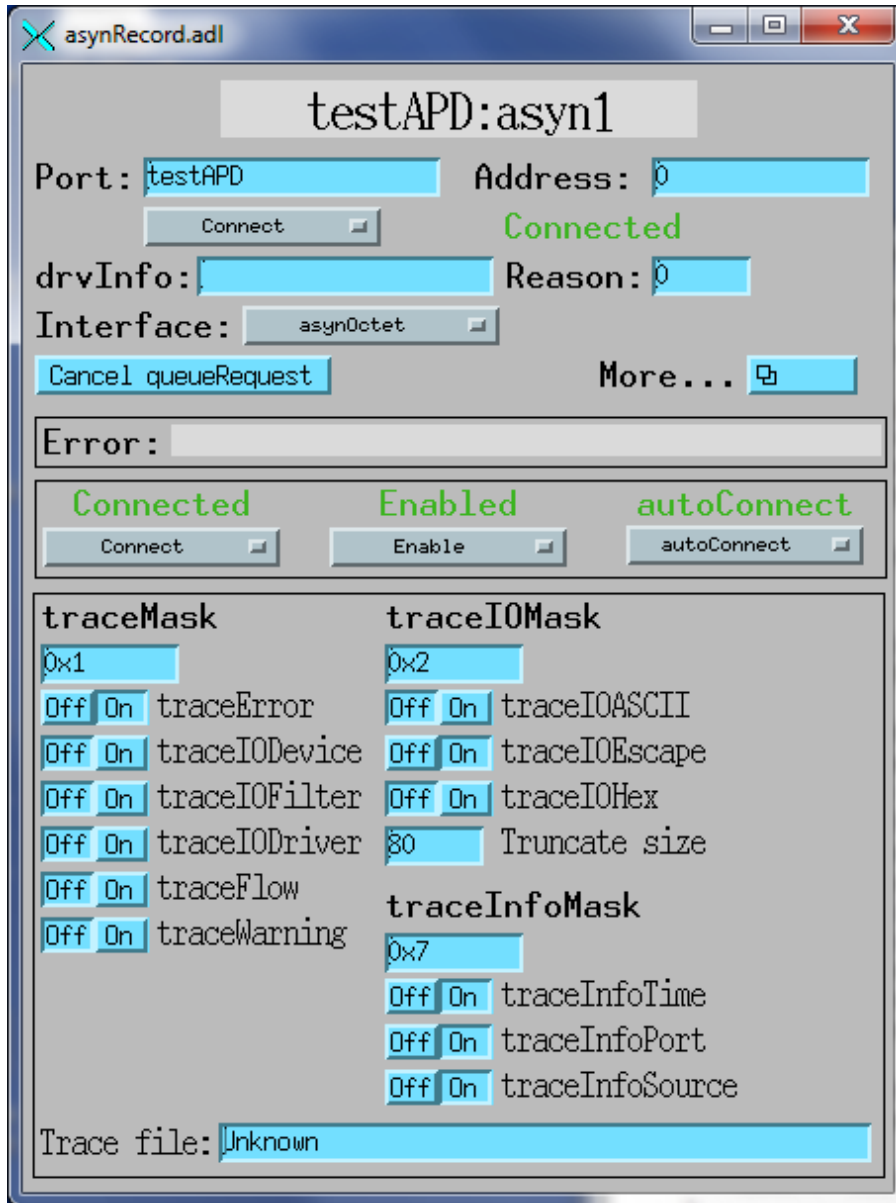 asynRecord.adl
testAPD:asyn1
Port: testAPD Address: 0
Connect Connected
drvInfo: Reason: 0
Interface: asynOctet
Cancel queueRequest More...
Error:
Connected Enabled autoConnect
Connect Enable autoConnect
traceMask traceIOMask
0x1 0x2
Off On traceError Off On traceIOASCII
Off On traceIODevice Off On traceIOEscape
Off On traceIOFilter Off On traceIOHex
Off On traceIODriver 80 Truncate size
Off On traceFlow
traceInfoMask
Off On traceWarning
0x7
Off On traceInfoTime
Off On traceInfoPort
Off On traceInfoSource
Trace file: Unknown